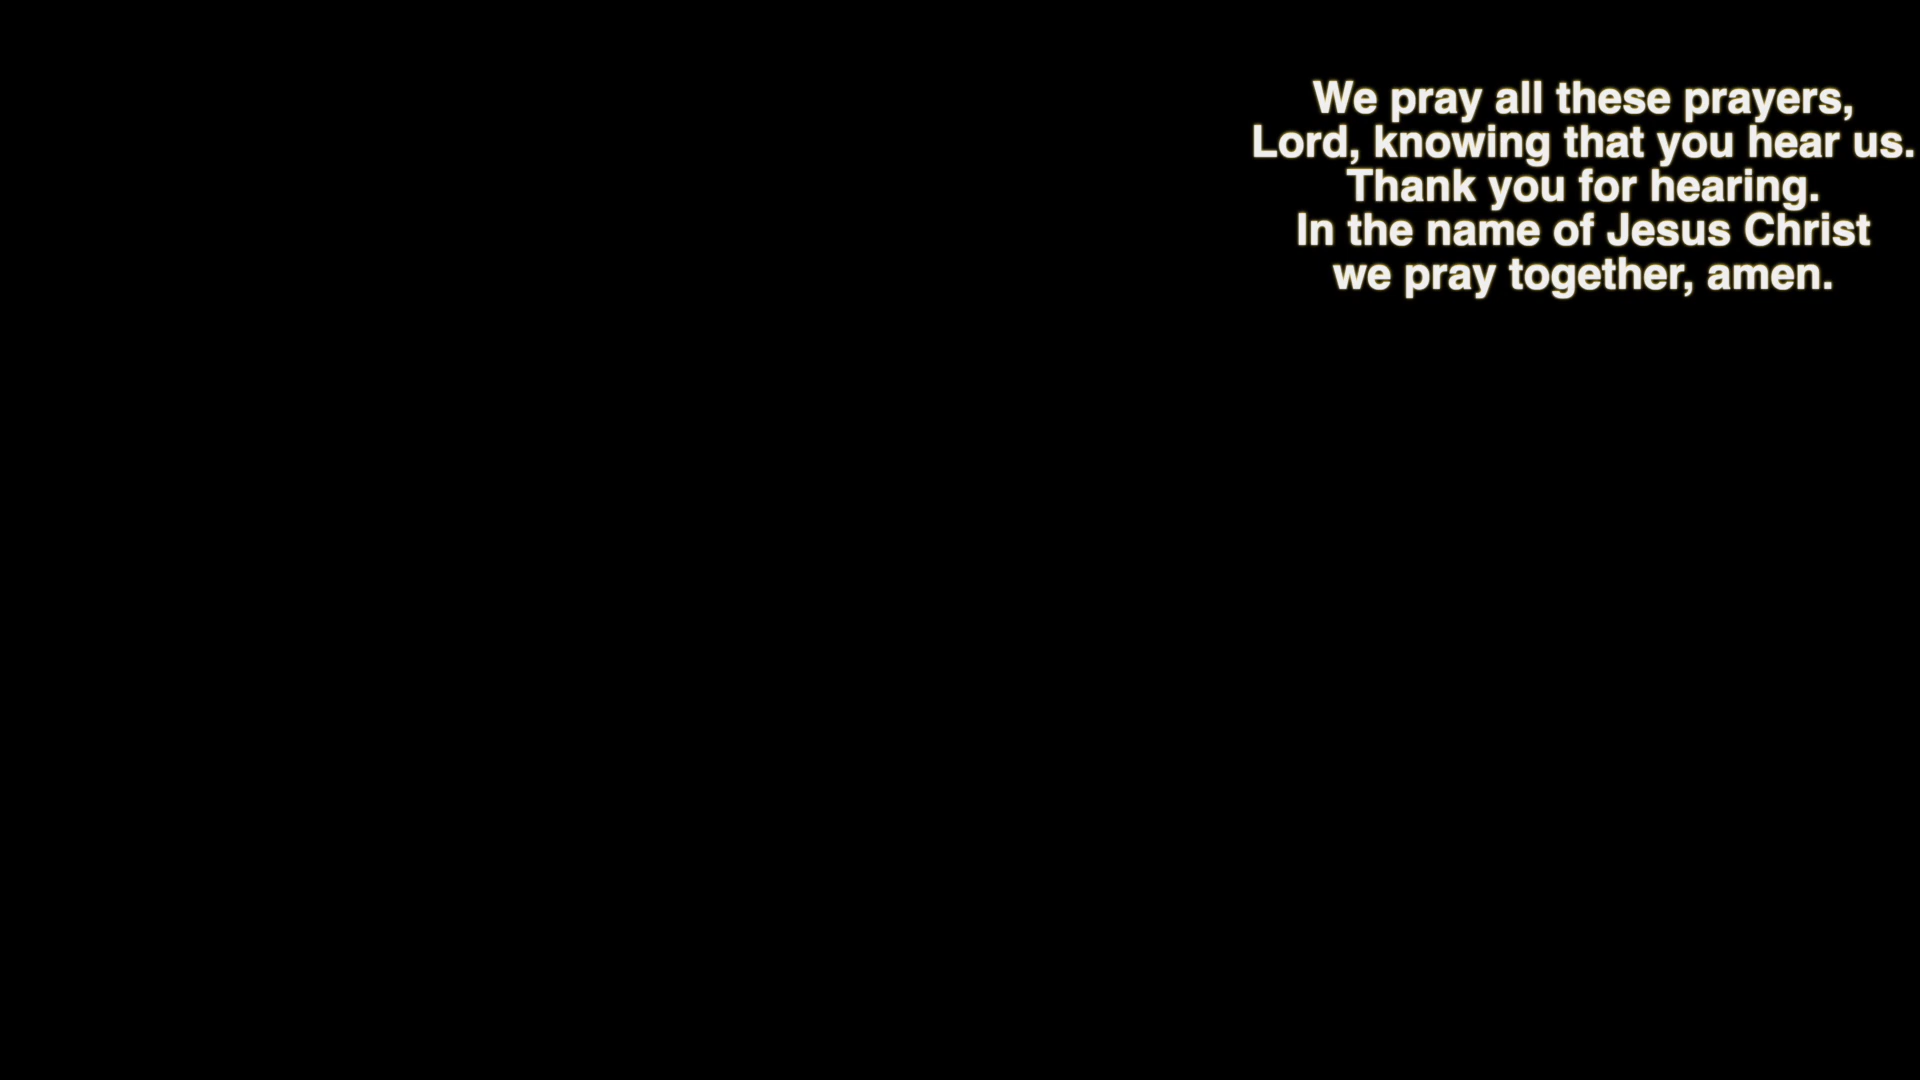 We pray all these prayers,
Lord, knowing that you hear us.
Thank you for hearing.
In the name of Jesus Christ
we pray together, amen.